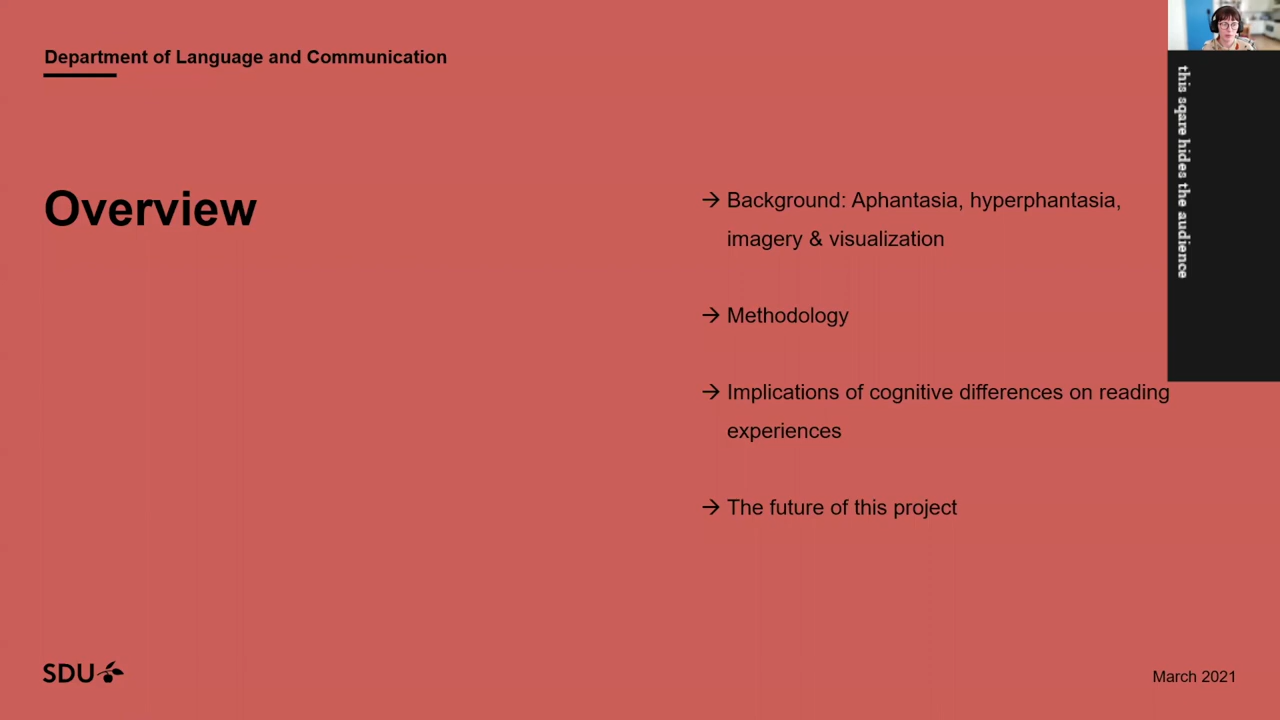 Department of Language and Communication
Overview
→ Background: Aphantasia, hyperphantasia,
imagery & visualization
→ Methodology
→ Implications of cognitive differences on reading
experiences
→ The future of this project
this sqare hides the audience
SDU
March 2021